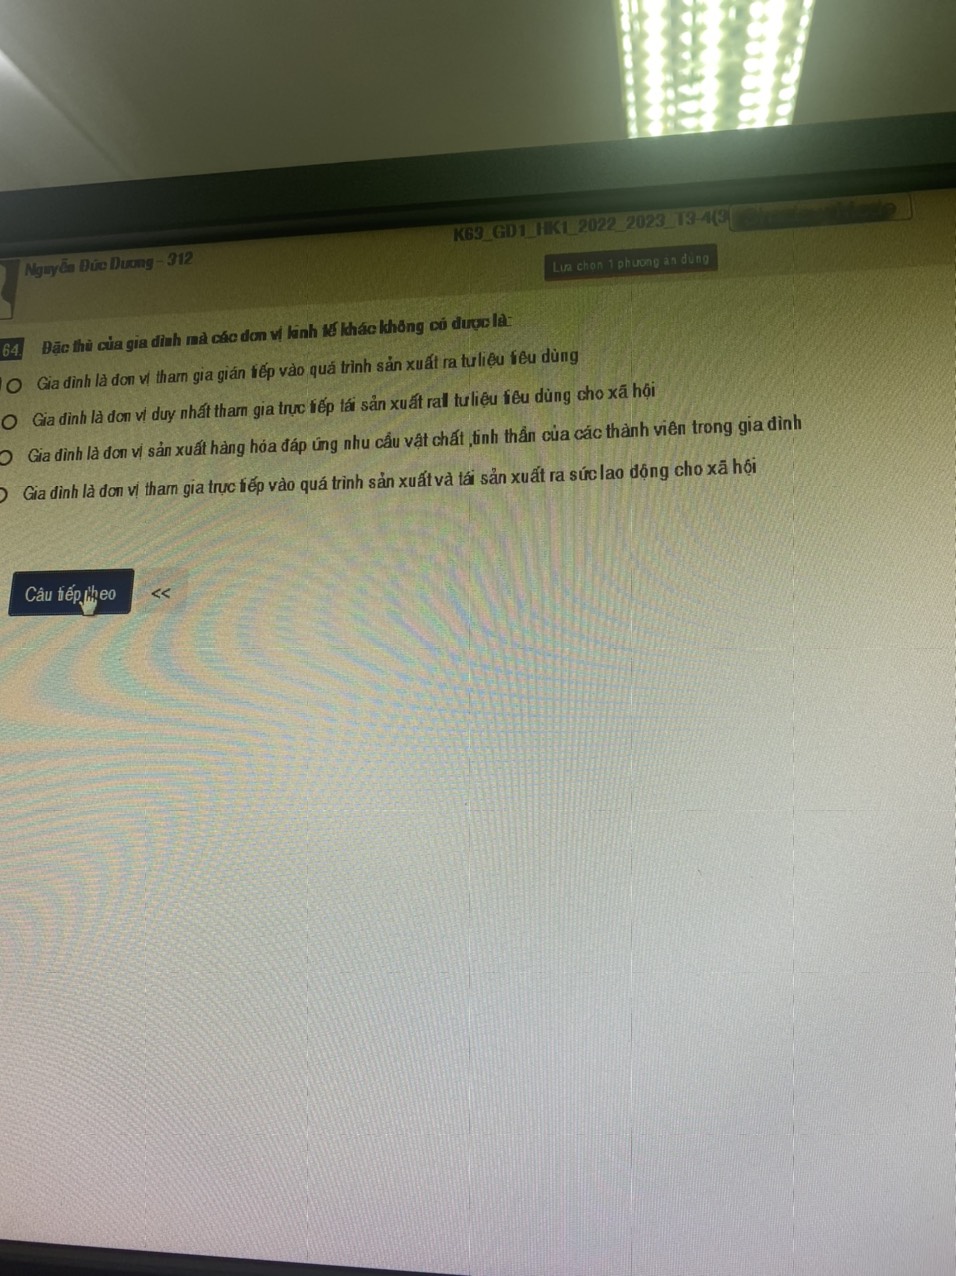 K63_GD1_HK1_2022_2023_T3-4(3(
Nguyễn Đức Dương - 312
Lựa chọn 1 phương án đúng
64. Đặc thù của gia đình mà các đơn vị kinh tế khác không có được là:
Gia đình là đơn vị tham gia gián tiếp vào quá trình sản xuất ra tư liệu tiêu dùng
Gia đình là đơn vị duy nhất tham gia trực tiếp tái sản xuất ra tư liệu tiêu dùng cho xã hội
Gia đình là đơn vị sản xuất hàng hóa đáp ứng nhu cầu vật chất ,tinh thần của các thành viên trong gia đình
Gia đình là đơn vị tham gia trực tiếp vào quá trình sản xuất và tái sản xuất ra sức lao động cho xã hội
Câu tiếp theo <<